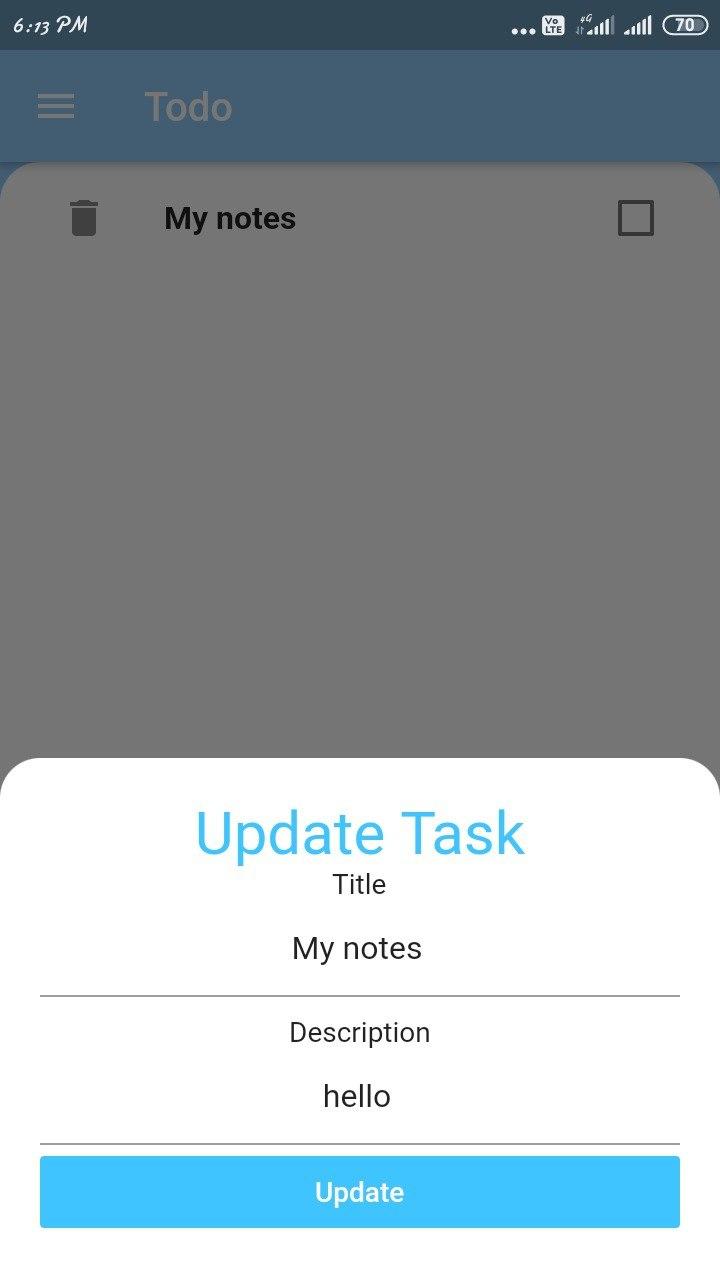 6:13 PM
Vo LTE 4G 70
Todo
My notes
Update Task
Title
My notes
Description
hello
Update